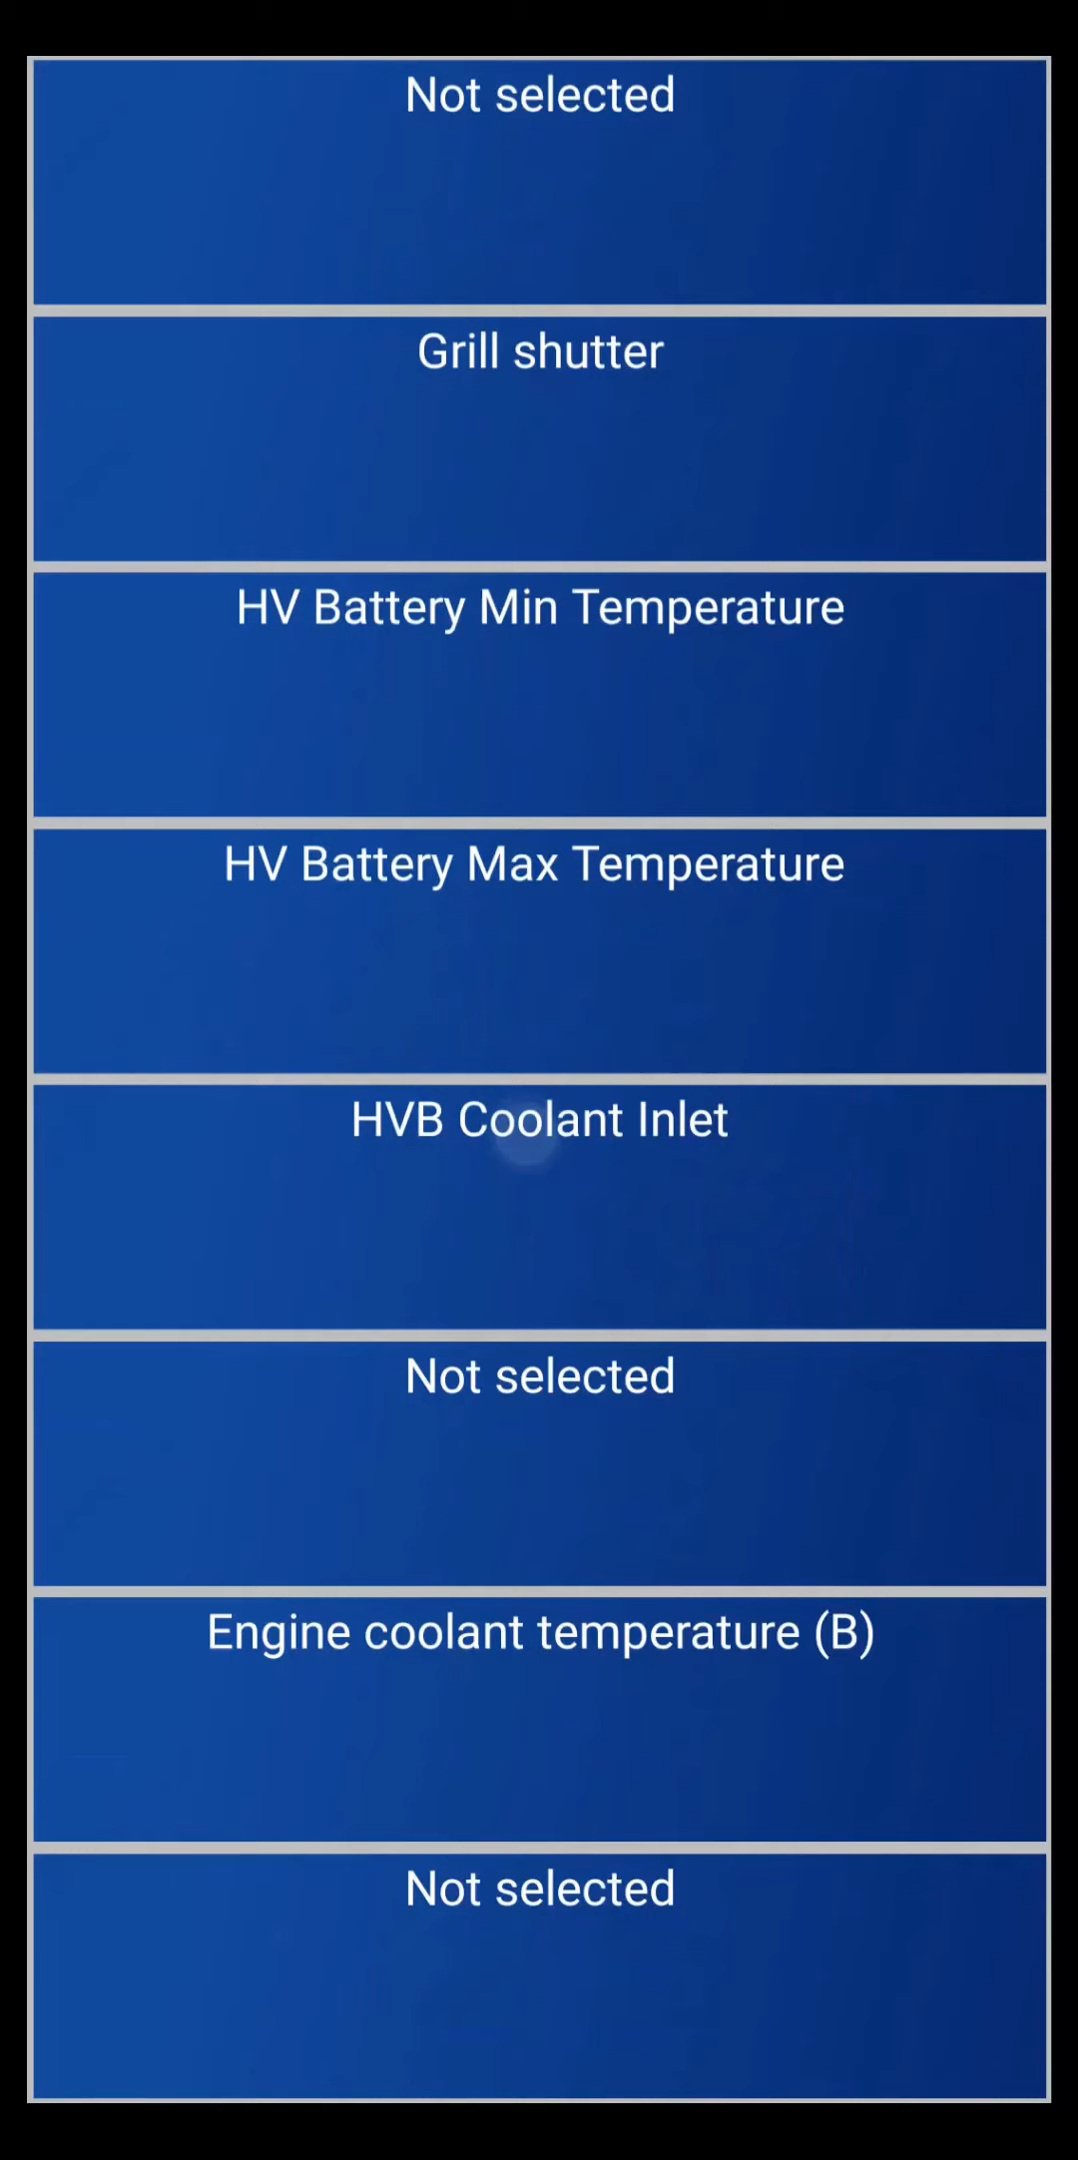 Not selected
Grill shutter
HV Battery Min Temperature
HV Battery Max Temperature
HVB Coolant Inlet
Not selected
Engine coolant temperature (B)
Not selected